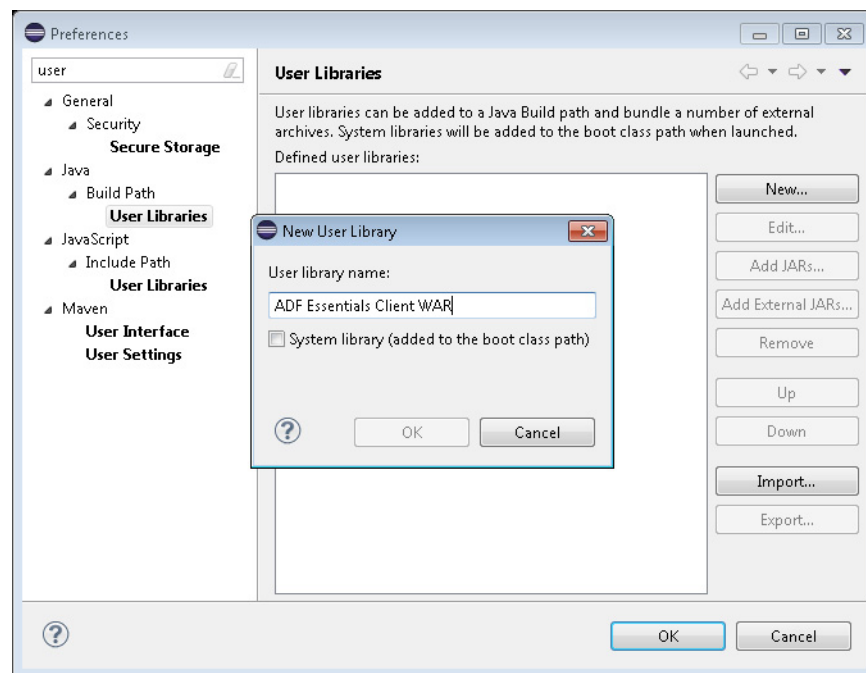 Preferences
user
General
Security
Secure Storage
Java
Build Path
User Libraries
JavaScript
Include Path
User Libraries
Maven
User Interface
User Settings
User Libraries
User libraries can be added to a Java Build path and bundle a number of external
archives. System libraries will be added to the boot class path when launched.
Defined user libraries:
New...
Edit...
Add JARs...
Add External JARs...
Remove
Up
Down
Import...
Export...
New User Library
User library name:
ADF Essentials Client WAR
System library (added to the boot class path)
?
OK
Cancel
?
OK
Cancel